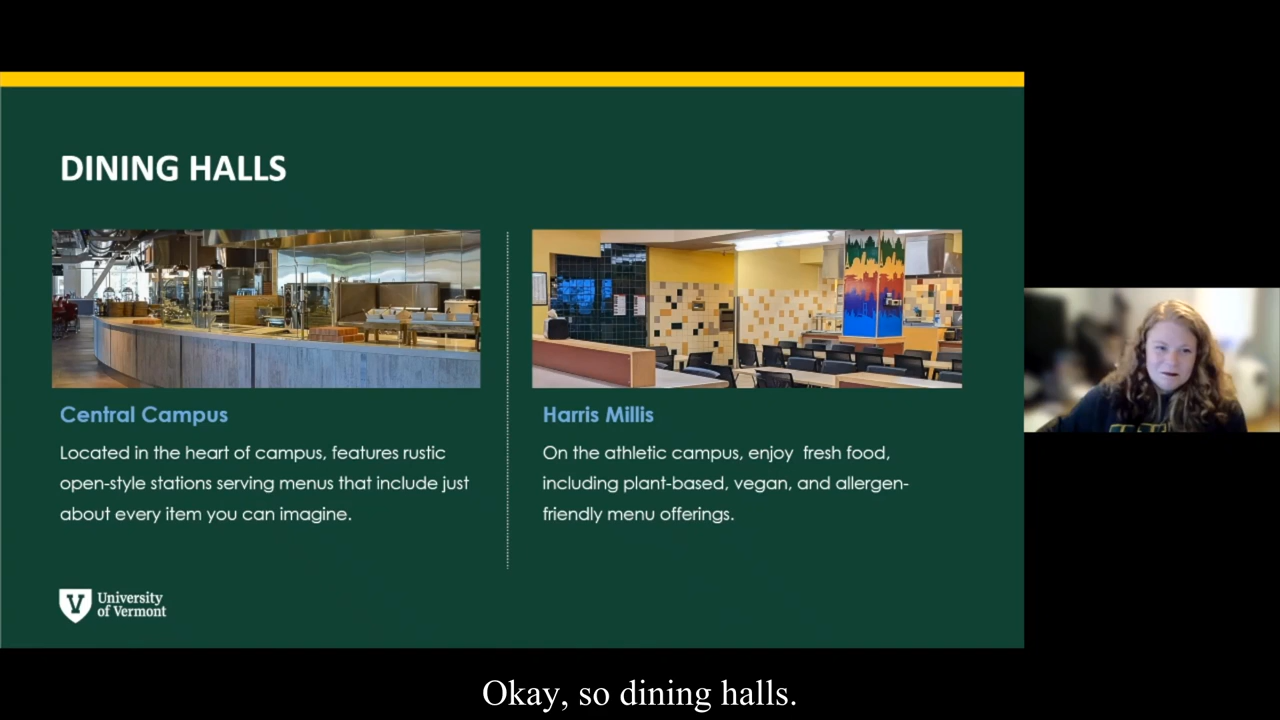 DINING HALLS
Central Campus
Located in the heart of campus, features rustic
open-style stations serving menus that include just
about every item you can imagine.
Harris Millis
On the athletic campus, enjoy fresh food,
including plant-based, vegan, and allergen-
friendly menu offerings.
University
of Vermont
Okay, so dining halls.